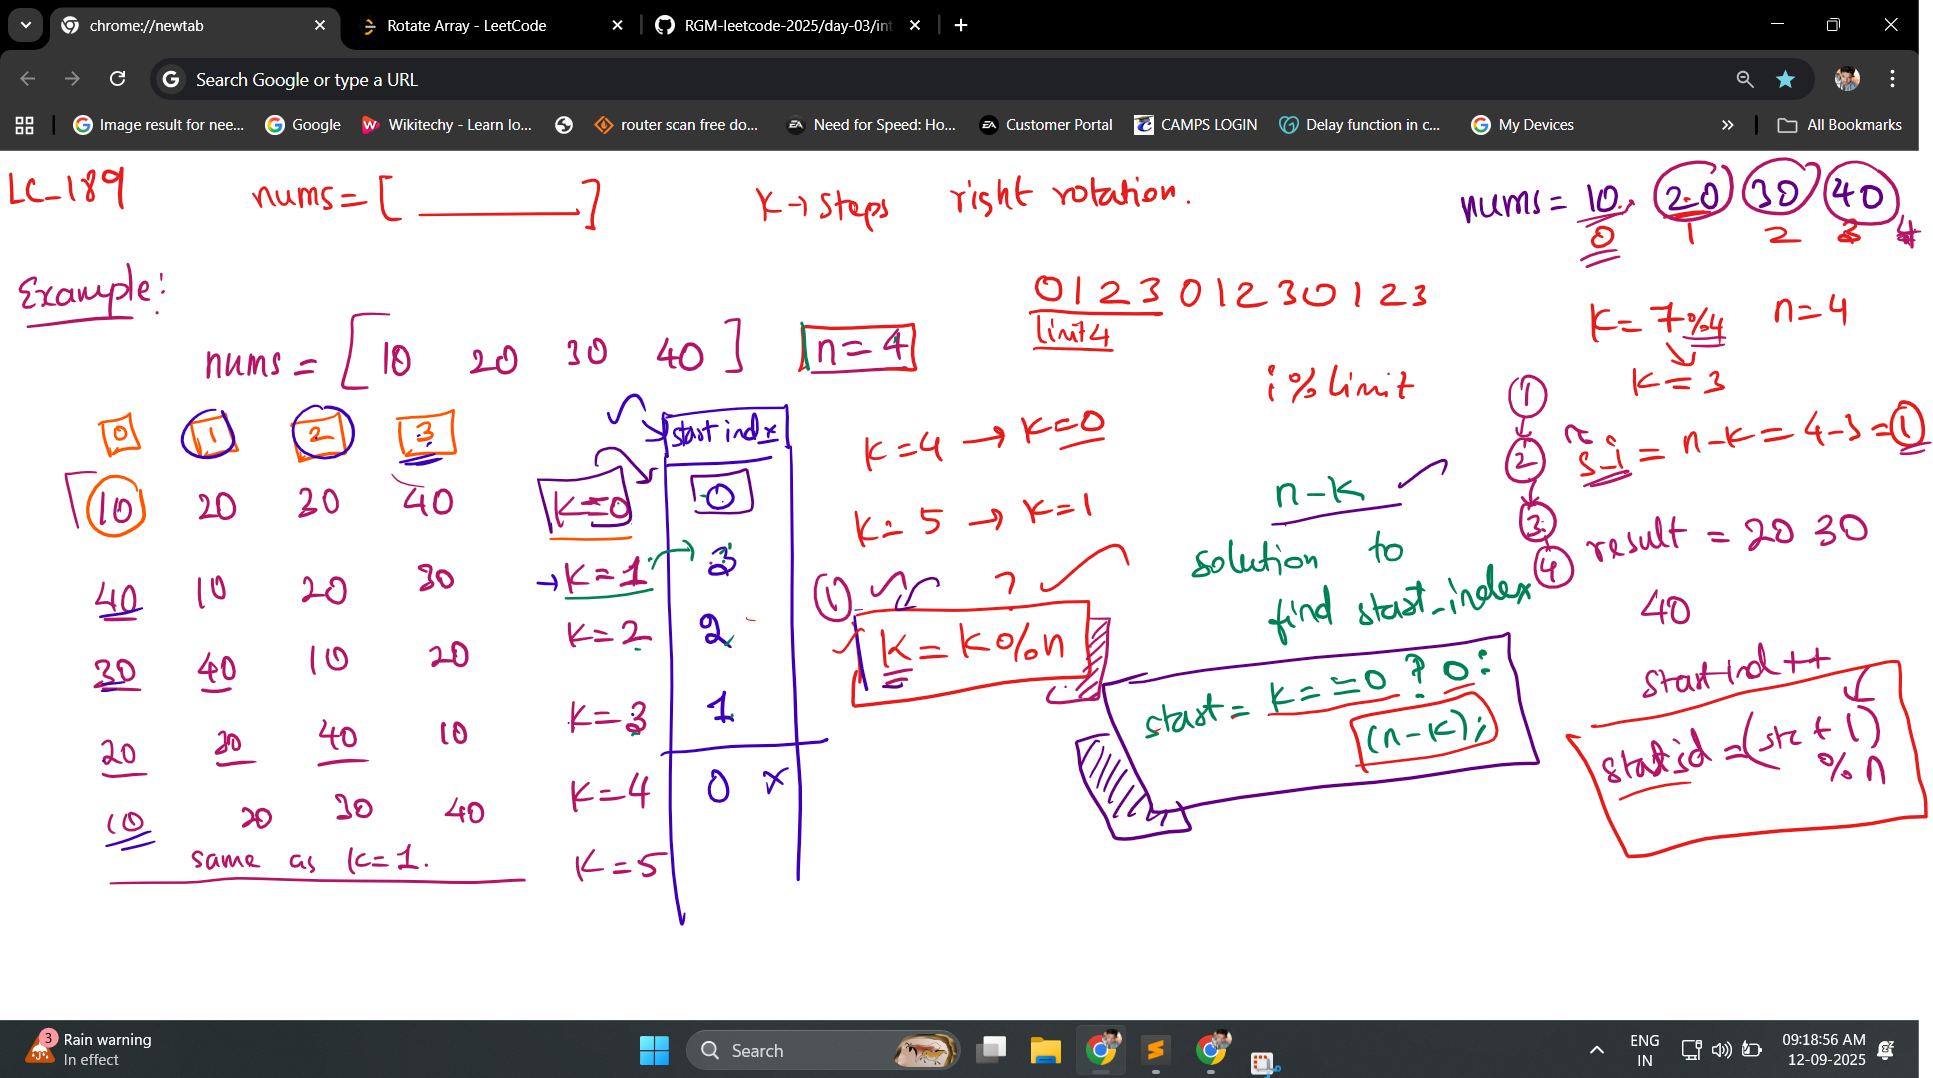 chrome://newtab
Rotate Array - LeetCode
RGM-leetcode-2025/day-03/int
Search Google or type a URL
Image result for nee...
Google
Wikitechy - Learn lo...
router scan free do...
Need for Speed: Ho...
Customer Portal
CAMPS LOGIN
Delay function in c...
My Devices
All Bookmarks
LC_189
nums = [ ]
K → steps right rotation.
nums = 10 20 30 40
0 1 2 3 4
Example:
0 1 2 3 0 1 2 3 0 1 2 3
limit 4
K = 7 % 4 n = 4
K = 3
nums = [ 10 20 30 40 ] n = 4
i % limit
0 1 2 3
start index
K = 4 → K = 0
1
2
3
4
s_i = n - K = 4 - 3 = 1
10 20 30 40 K = 0 0
K = 5 → K = 1
n - K
solution to
find start_index
result = 20 30
40
40 10 20 30 K = 1 3
1
K = K % n
30 40 10 20 K = 2 2
start = K == 0 ? 0 :
(n - K);
start ind ++
20 30 40 10 K = 3 1
10 20 30 40 K = 4 0 x
same as K = 1. K = 5
% n
3
Rain warning
In effect
Search
ENG
IN
09:18:56 AM
12-09-2025